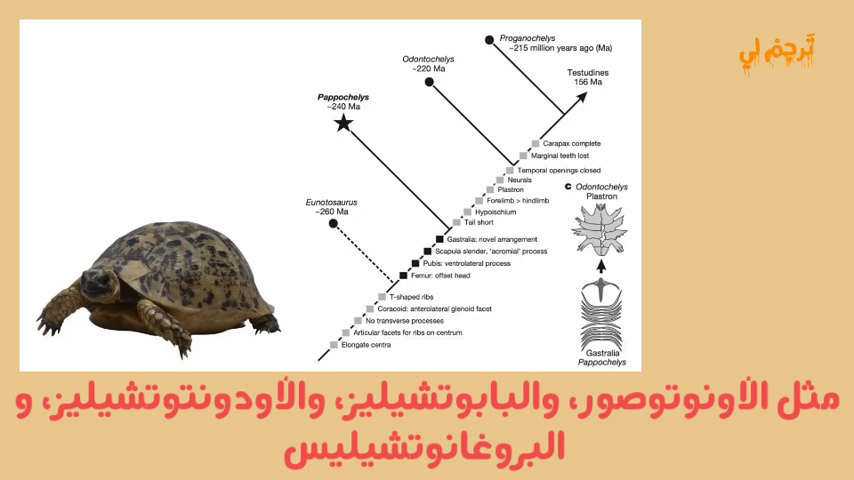 تَرجِمْ لي
Proganochelys
~215 million years ago (Ma)
Odontochelys
~220 Ma
Testudines
156 Ma
Pappochelys
~240 Ma
Eunotosaurus
~260 Ma
Carapax complete
Marginal teeth lost
Temporal openings closed
Neurals
Plastron
Forelimb > hindlimb
Hypoischium
Tail short
Gastralia: novel arrangement
Scapula slender, 'acromial' process
Pubis: ventrolateral process
Femur: offset head
T-shaped ribs
Coracoid: anterolateral glenoid facet
No transverse processes
Articular facets for ribs on centrum
Elongate centra
C Odontochelys
Plastron
Gastralia
Pappochelys
مثل الأونوتوصور، والبابوتشيليز، والأودونتوتشيليز، و
البروغانوتشيليس